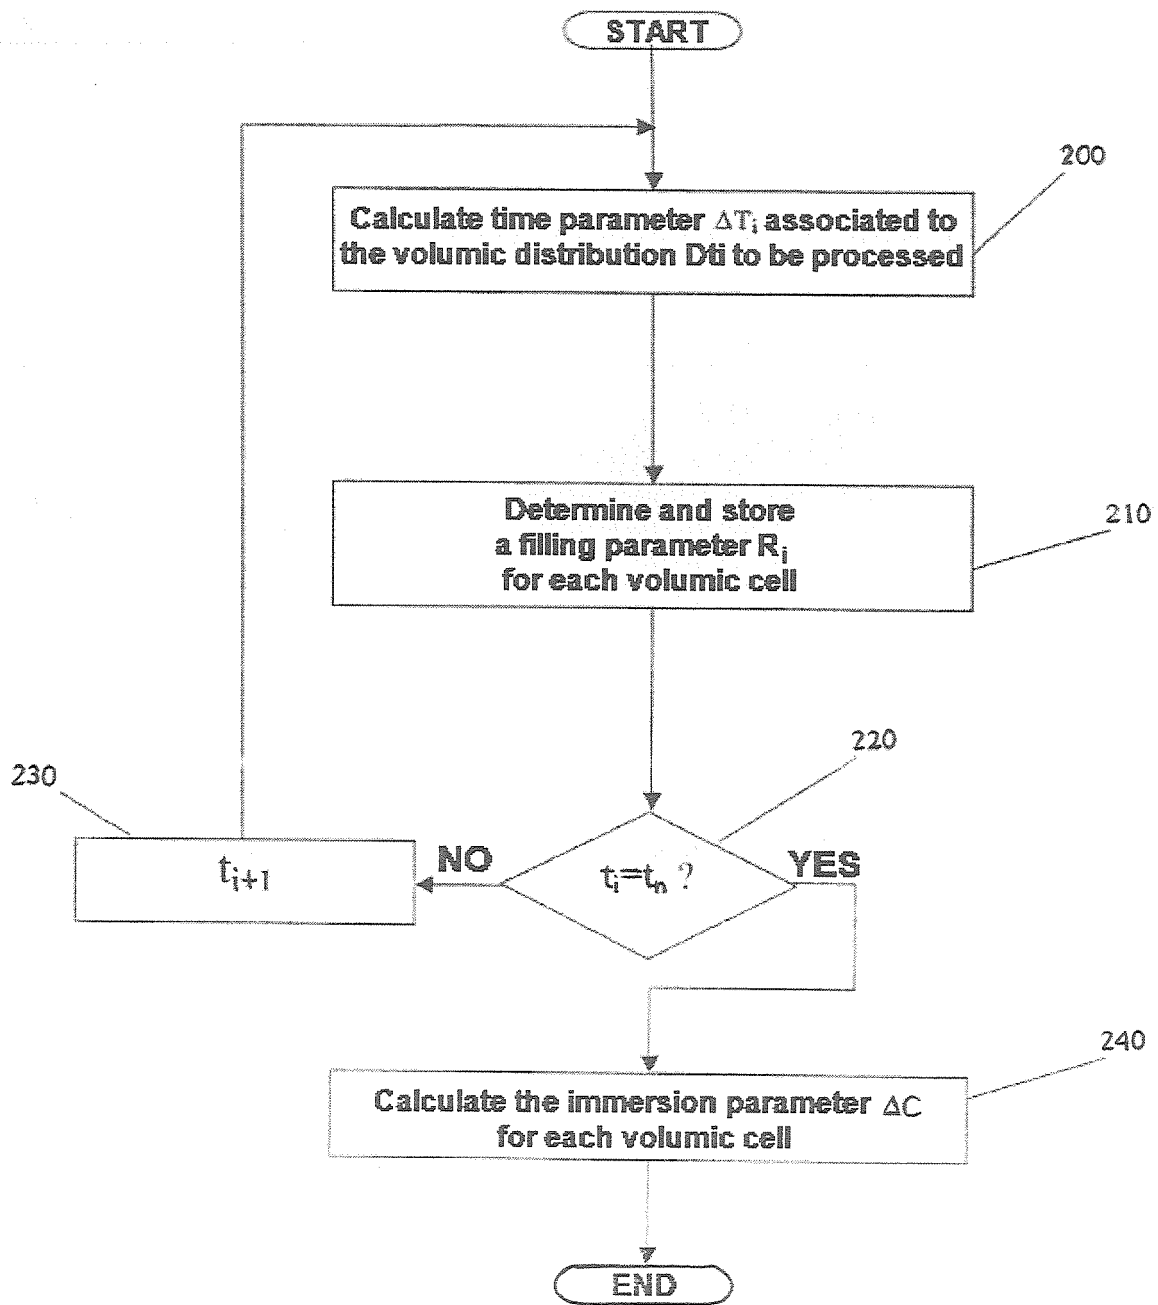 START
200
Calculate time parameter ΔTᵢ associated to
the volumic distribution Dti to be processed
210
Determine and store
a filling parameter Rᵢ
for each volumic cell
220
230
tᵢ₊₁
NO
tᵢ=tₙ ?
YES
240
Calculate the immersion parameter ΔC
for each volumic cell
END